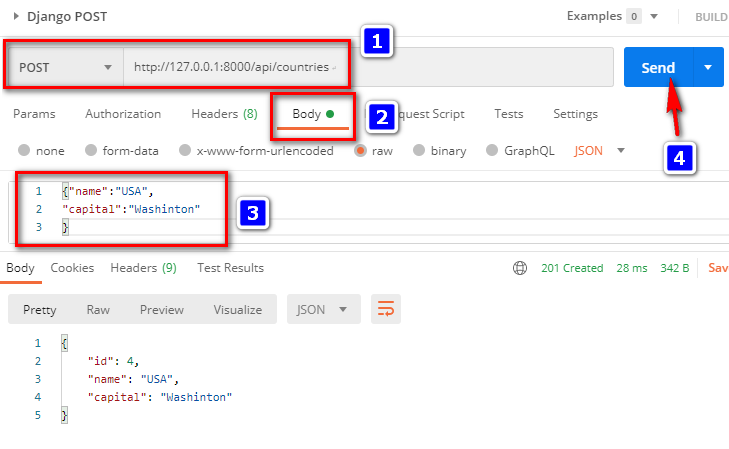 Django POST Examples 0 BUILD
1
POST http://127.0.0.1:8000/api/countries Send
Params Authorization Headers (8) Body 2 quest Script Tests Settings
none form-data x-www-form-urlencoded raw binary GraphQL JSON 4
1 {"name":"USA",
2 "capital":"Washinton"
3 }
3
Body Cookies Headers (9) Test Results 201 Created 28 ms 342 B Sav
Pretty Raw Preview Visualize JSON
1 {
2 "id": 4,
3 "name": "USA",
4 "capital": "Washinton"
5 }